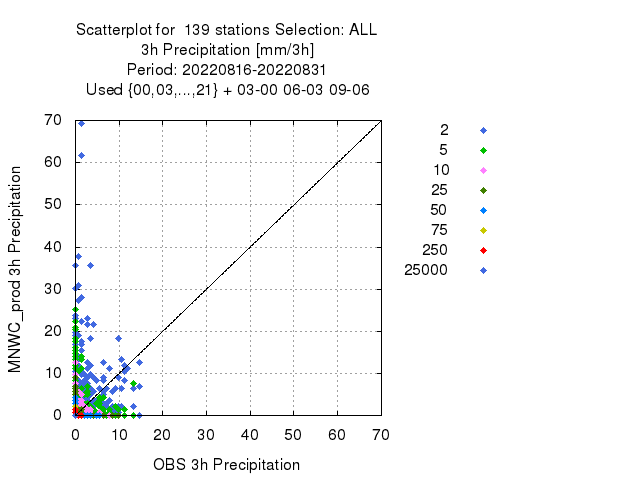 Scatterplot for  139 stations Selection: ALL
3h Precipitation [mm/3h]
Period: 20220816-20220831
Used {00,03,...,21} + 03-00 06-03 09-06
70
60
50
40
30
20
10
0
MNWC_prod 3h Precipitation
0 10 20 30 40 50 60 70
OBS 3h Precipitation
2
5
10
25
50
75
250
25000